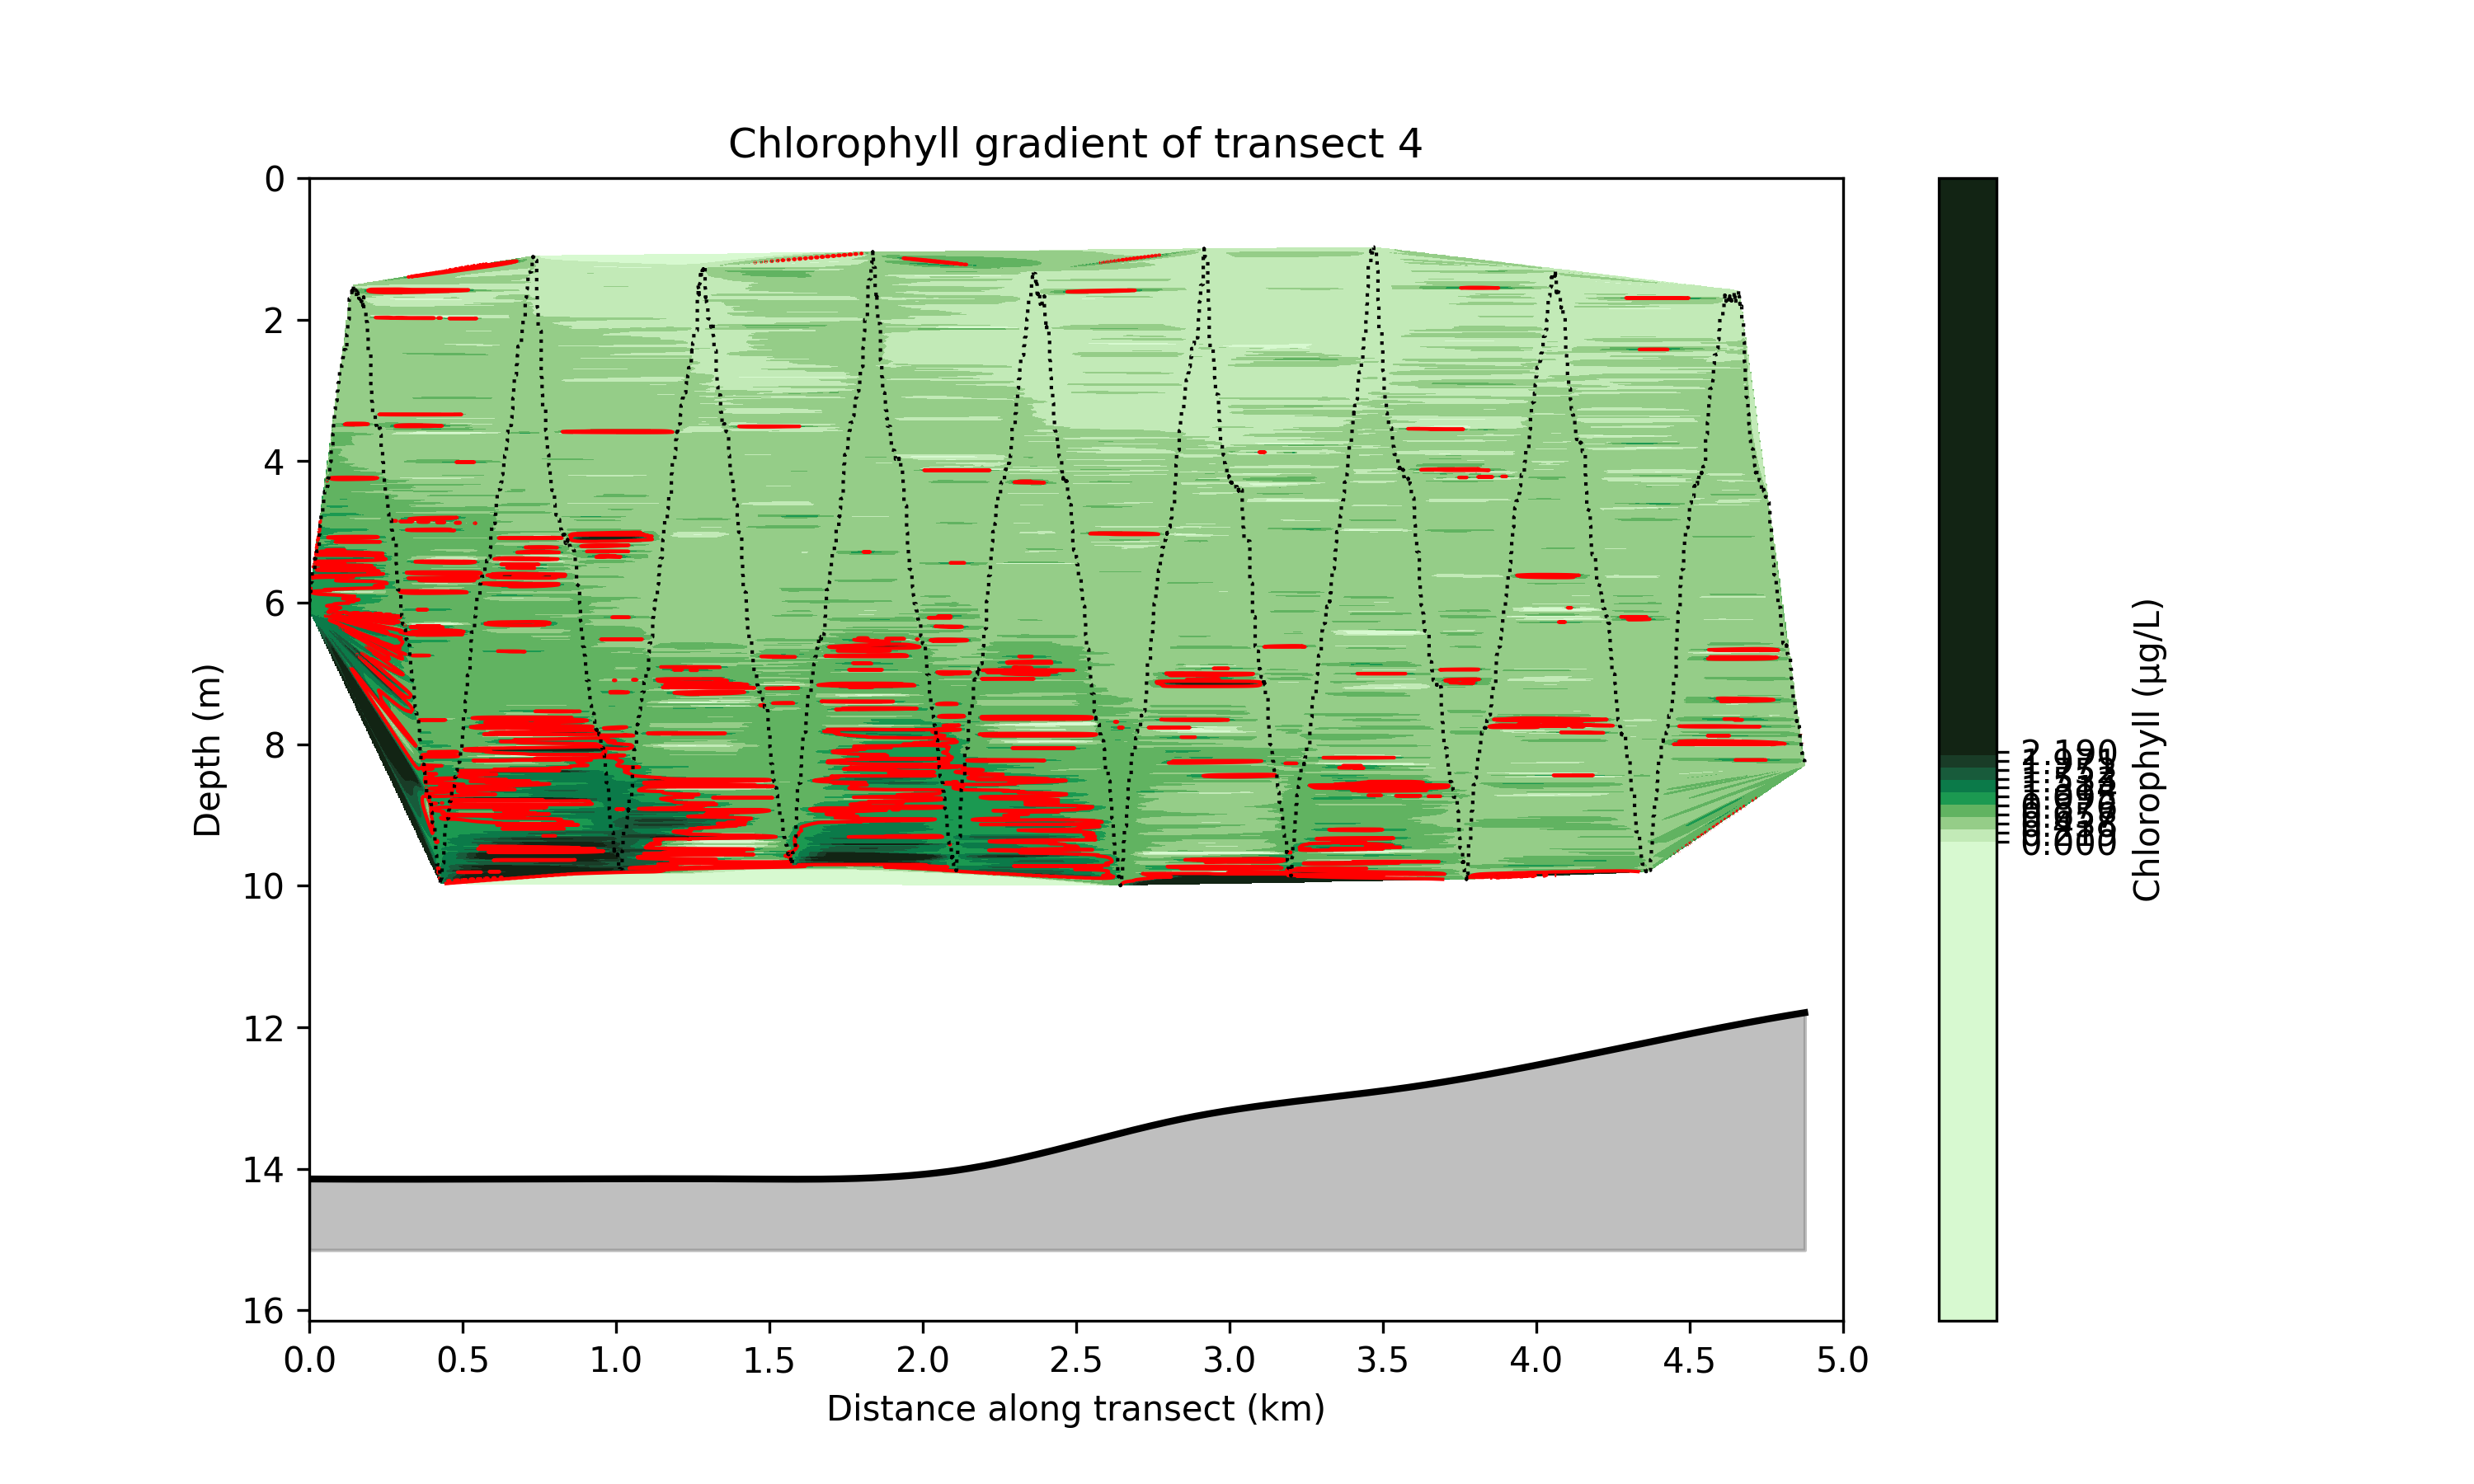 Chlorophyll gradient of transect 4
0
2
4
6
8
10
12
14
16
Depth (m)
0.0 0.5 1.0 1.5 2.0 2.5 3.0 3.5 4.0 4.5 5.0
Distance along transect (km)
2.190
0.000
Chlorophyll (µg/L)